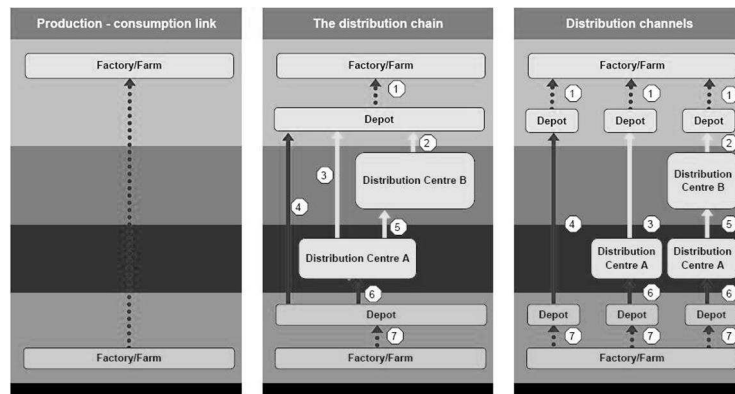 Production - consumption link
Factory/Farm
Factory/Farm
The distribution chain
Factory/Farm
1
Depot
2
Distribution Centre B
3
4
5
Distribution Centre A
6
Depot
7
Factory/Farm
Distribution channels
Factory/Farm
1 1 1
Depot Depot Depot
2
Distribution
Centre B
4 3 5
Distribution Distribution
Centre A Centre A
6 6
Depot Depot Depot
7 7 7
Factory/Farm